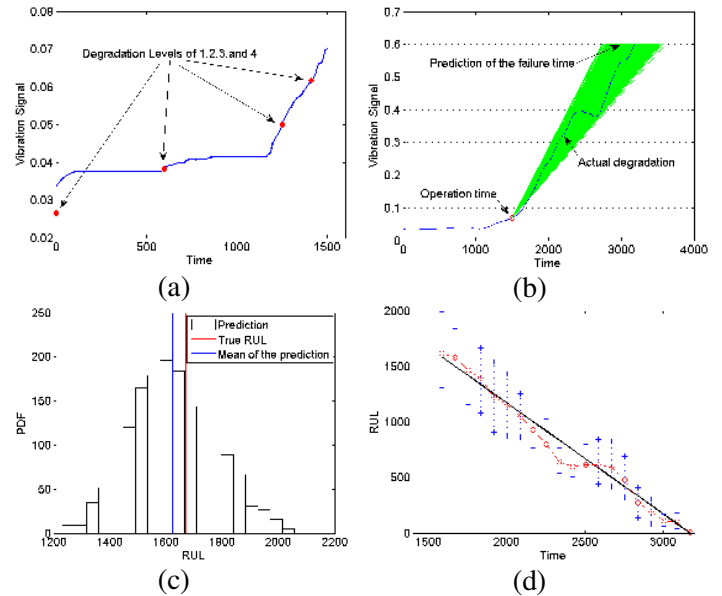 0.08
0.07
0.06
0.05
0.04
0.03
0.02
Vibration Signal
Degradation Levels of 1.2.3.and 4
0
500
1000
1500
Time
(a)
0.7
0.6
0.5
0.4
0.3
0.2
0.1
0
Vibration Signal
Prediction of the failure time
Actual degradation
Operation time
0
1000
2000
3000
4000
Time
(b)
250
200
150
100
50
0
PDF
Prediction
True RUL
Mean of the prediction
1200
1400
1600
1800
2000
2200
RUL
(c)
2000
1500
1000
500
0
RUL
1500
2000
2500
3000
Time
(d)